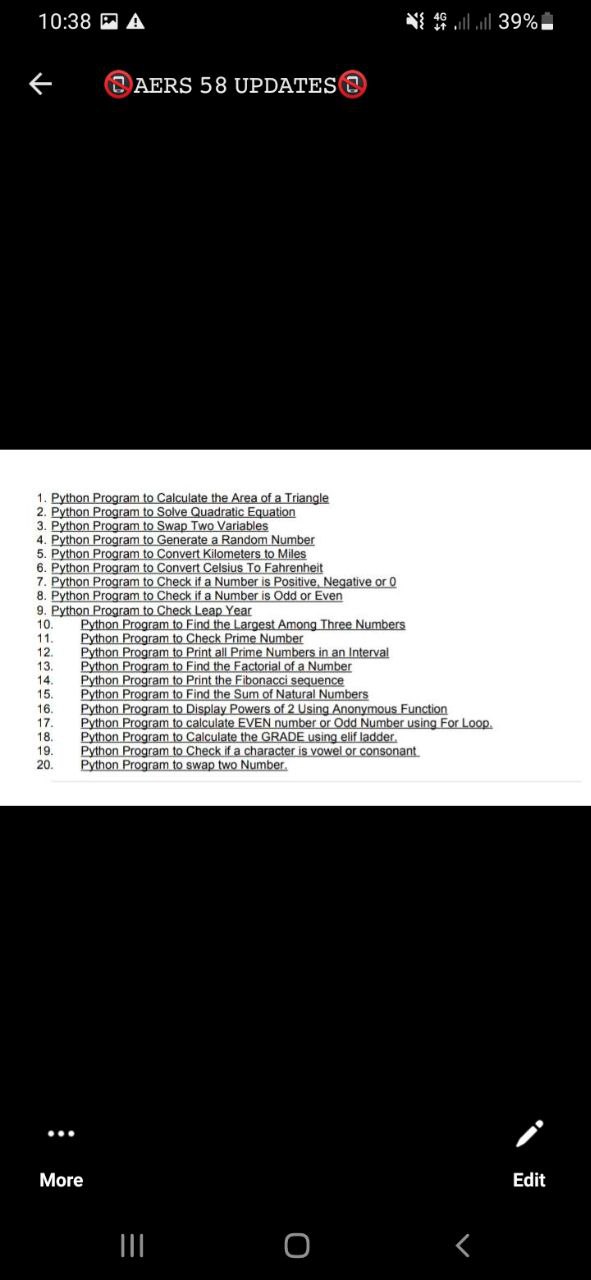 10:38 4G 39%
AERS 58 UPDATES
1. Python Program to Calculate the Area of a Triangle
2. Python Program to Solve Quadratic Equation
3. Python Program to Swap Two Variables
4. Python Program to Generate a Random Number
5. Python Program to Convert Kilometers to Miles
6. Python Program to Convert Celsius To Fahrenheit
7. Python Program to Check if a Number is Positive, Negative or 0
8. Python Program to Check if a Number is Odd or Even
9. Python Program to Check Leap Year
10. Python Program to Find the Largest Among Three Numbers
11. Python Program to Check Prime Number
12. Python Program to Print all Prime Numbers in an Interval
13. Python Program to Find the Factorial of a Number
14. Python Program to Print the Fibonacci sequence
15. Python Program to Find the Sum of Natural Numbers
16. Python Program to Display Powers of 2 Using Anonymous Function
17. Python Program to calculate EVEN number or Odd Number using For Loop.
18. Python Program to Calculate the GRADE using elif ladder.
19. Python Program to Check if a character is vowel or consonant
20. Python Program to swap two Number.
More Edit